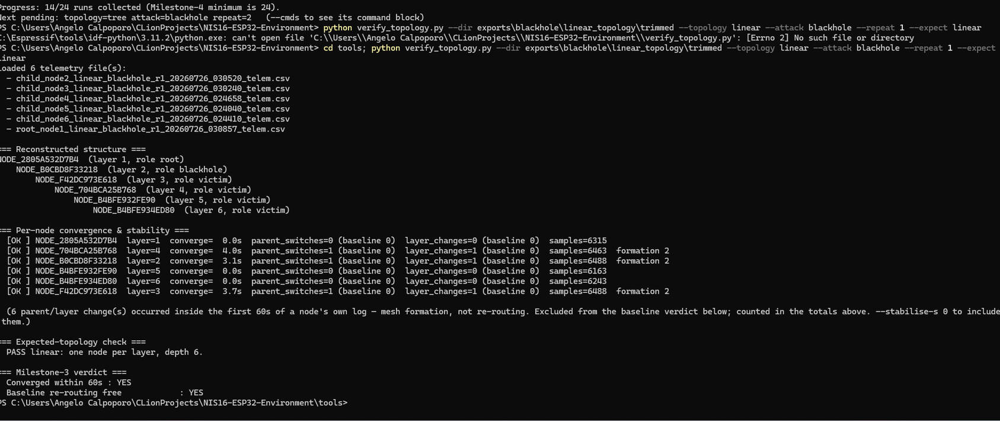 Progress: 14/24 runs collected (Milestone-4 minimum is 24).
Next pending: topology=tree attack=blackhole repeat=2   (--cmds to see its command block)
PS C:\Users\Angelo Calpoporo\CLionProjects\NIS16-ESP32-Environment> python verify_topology.py --dir exports\blackhole\linear_topology\trimmed --topology linear --attack blackhole --repeat 1 --expect linear
C:\Espressif\tools\idf-python\3.11.2\python.exe: can't open file 'C:\\Users\\Angelo Calpoporo\\CLionProjects\\NIS16-ESP32-Environment\\verify_topology.py': [Errno 2] No such file or directory
PS C:\Users\Angelo Calpoporo\CLionProjects\NIS16-ESP32-Environment> cd tools; python verify_topology.py --dir exports\blackhole\linear_topology\trimmed --topology linear --attack blackhole --repeat 1 --expect
linear
Loaded 6 telemetry file(s):
  - child_node2_linear_blackhole_r1_20260726_030520_telem.csv
  - child_node3_linear_blackhole_r1_20260726_030240_telem.csv
  - child_node4_linear_blackhole_r1_20260726_024658_telem.csv
  - child_node5_linear_blackhole_r1_20260726_024040_telem.csv
  - child_node6_linear_blackhole_r1_20260726_024410_telem.csv
  - root_node1_linear_blackhole_r1_20260726_030857_telem.csv

=== Reconstructed structure ===
NODE_2805A532D7B4  (layer 1, role root)
    NODE_B0CBD8F33218  (layer 2, role blackhole)
        NODE_F42DC973E618  (layer 3, role victim)
            NODE_704BCA25B768  (layer 4, role victim)
                NODE_B4BFE932FE90  (layer 5, role victim)
                    NODE_B4BFE934ED80  (layer 6, role victim)

=== Per-node convergence & stability ===
  [OK ] NODE_2805A532D7B4  layer=1  converge=  0.0s  parent_switches=0 (baseline 0)  layer_changes=0 (baseline 0)  samples=6315
  [OK ] NODE_704BCA25B768  layer=4  converge=  4.0s  parent_switches=1 (baseline 0)  layer_changes=1 (baseline 0)  samples=6463  formation 2
  [OK ] NODE_B0CBD8F33218  layer=2  converge=  3.1s  parent_switches=1 (baseline 0)  layer_changes=1 (baseline 0)  samples=6488  formation 2
  [OK ] NODE_B4BFE932FE90  layer=5  converge=  0.0s  parent_switches=0 (baseline 0)  layer_changes=0 (baseline 0)  samples=6163
  [OK ] NODE_B4BFE934ED80  layer=6  converge=  0.0s  parent_switches=0 (baseline 0)  layer_changes=0 (baseline 0)  samples=6243
  [OK ] NODE_F42DC973E618  layer=3  converge=  3.7s  parent_switches=1 (baseline 0)  layer_changes=1 (baseline 0)  samples=6488  formation 2

  (6 parent/layer change(s) occurred inside the first 60s of a node's own log — mesh formation, not re-routing. Excluded from the baseline verdict below; counted in the totals above. --stabilise-s 0 to include
them.)

=== Expected-topology check ===
  PASS linear: one node per layer, depth 6.

=== Milestone-3 verdict ===
  Converged within 60s : YES
  Baseline re-routing free            : YES
PS C:\Users\Angelo Calpoporo\CLionProjects\NIS16-ESP32-Environment\tools>